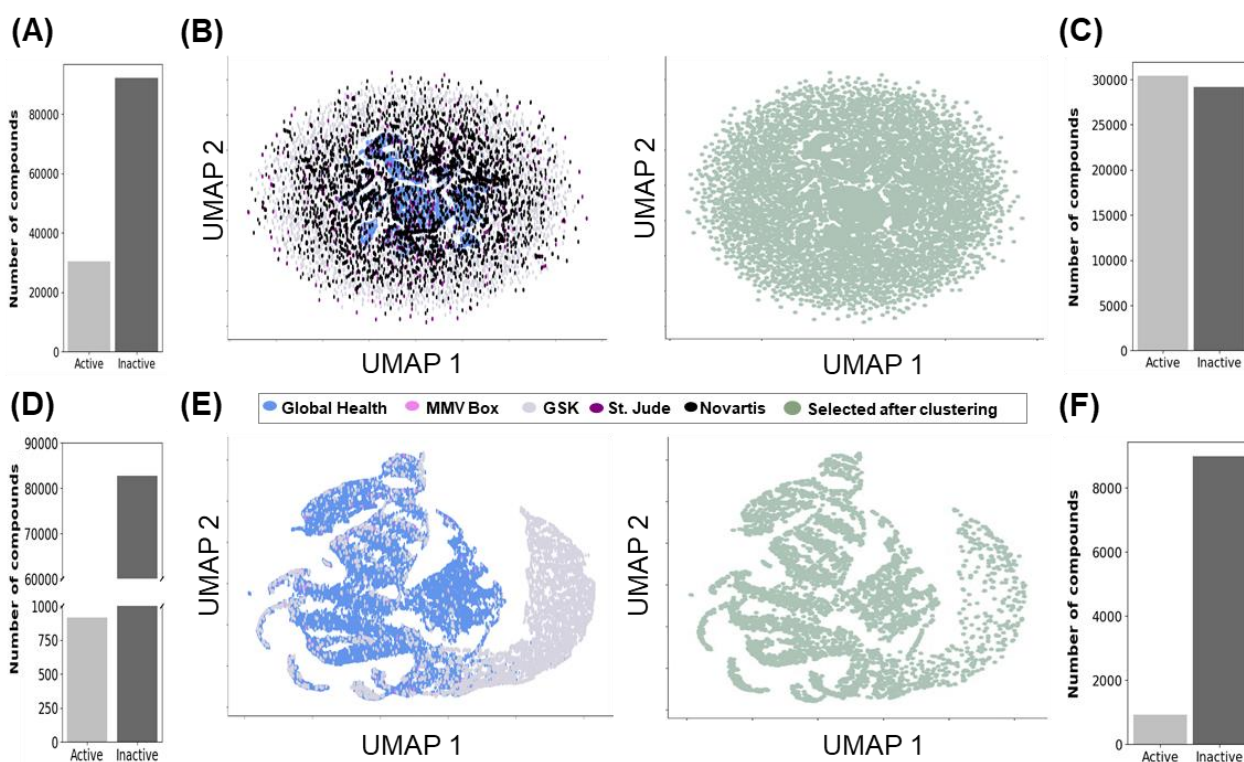 (A)
(B)
(C)
Number of compounds
80000
60000
40000
20000
0
Active Inactive
UMAP 2
UMAP 1
UMAP 2
UMAP 1
Number of compounds
30000
25000
20000
15000
10000
5000
0
Active Inactive
(D)
(E)
(F)
Global Health MMV Box GSK St. Jude Novartis Selected after clustering
Number of compounds
90000
80000
70000
60000
1000
750
500
250
0
Active Inactive
UMAP 2
UMAP 1
UMAP 2
UMAP 1
Number of compounds
8000
6000
4000
2000
0
Active Inactive